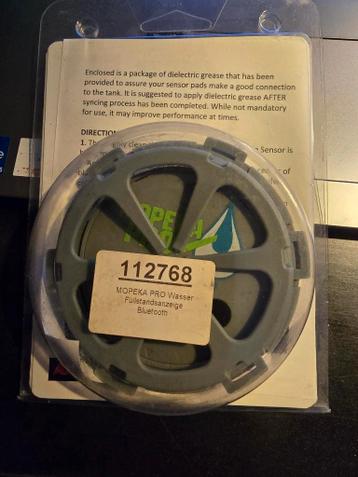 Enclosed is a package of dielectric grease that has been
provided to assure your sensor pads make a good connection
to the tank. It is suggested to apply dielectric grease AFTER
syncing process has been completed. While not mandatory
for use, it may improve performance at times.
DIRECTION
1. Sensor is
112768
MOPEKA PRO Wasser
Füllstandsanzeige
Bluetooth